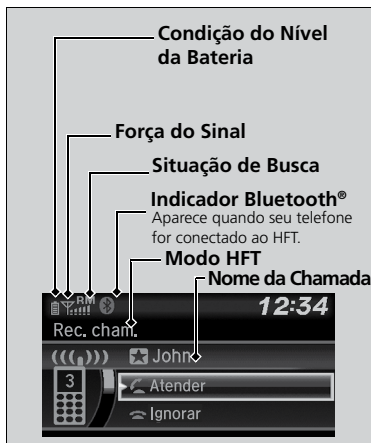 Condição do Nível
da Bateria
Força do Sinal
Situação de Busca
Indicador Bluetooth®
Aparece quando seu telefone
for conectado ao HFT.
Modo HFT
Nome da Chamada
RM
12:34
Rec. cham.
John
3
Atender
Ignorar